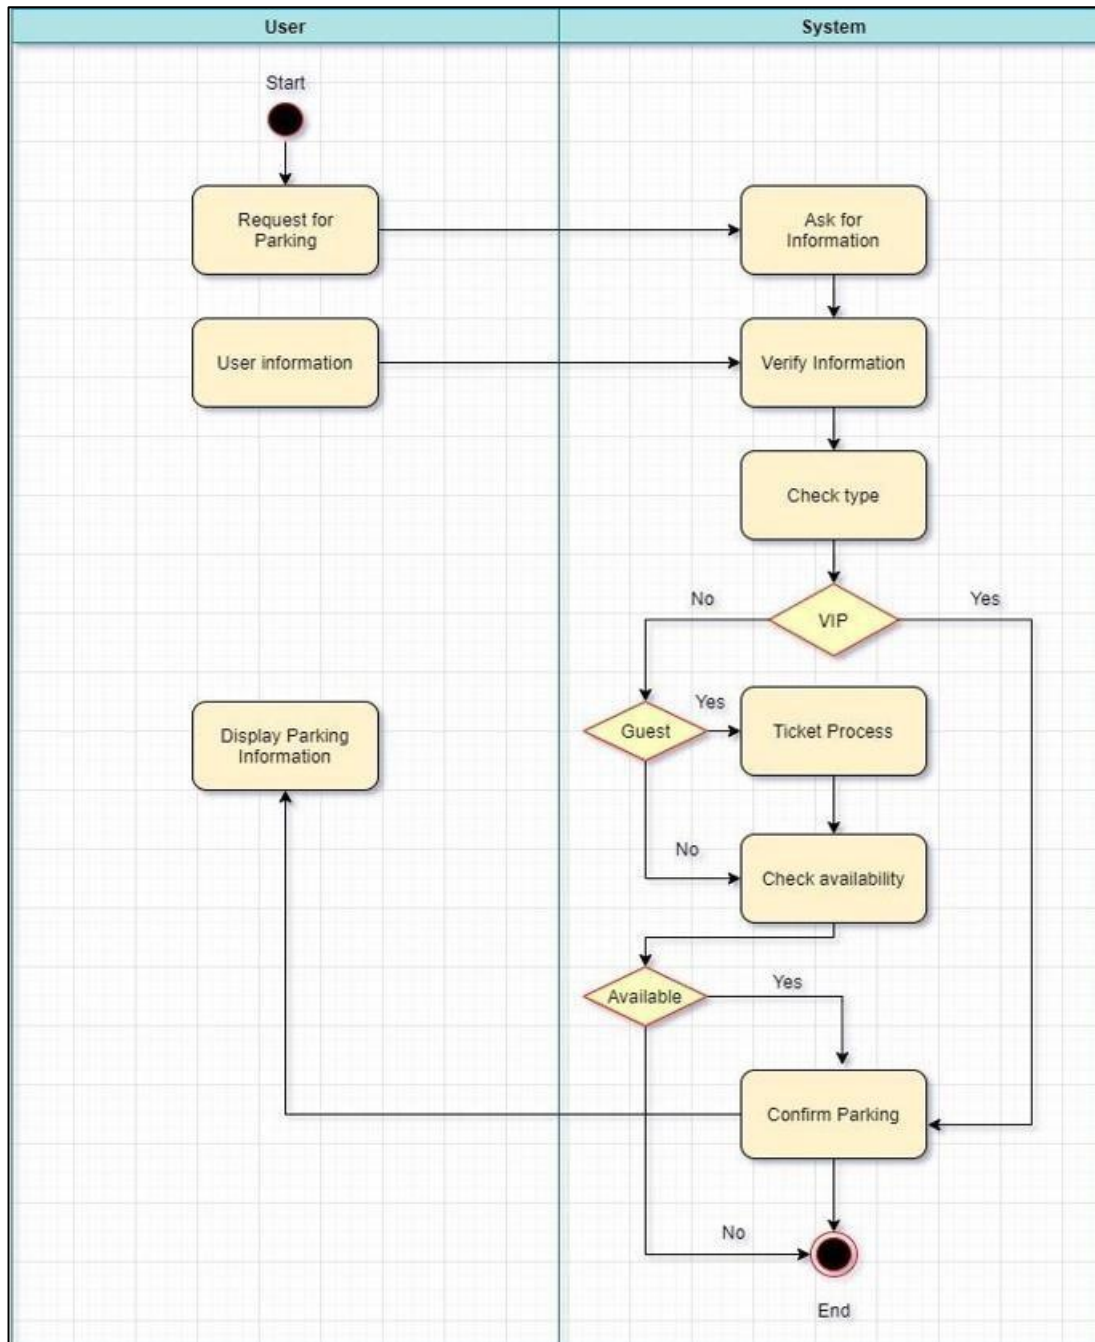 User
System
Start
Request for
Parking
Ask for
Information
User information
Verify Information
Check type
No
Yes
VIP
Guest
Yes
Ticket Process
Display Parking
Information
No
Check availability
Available
Yes
Confirm Parking
No
End